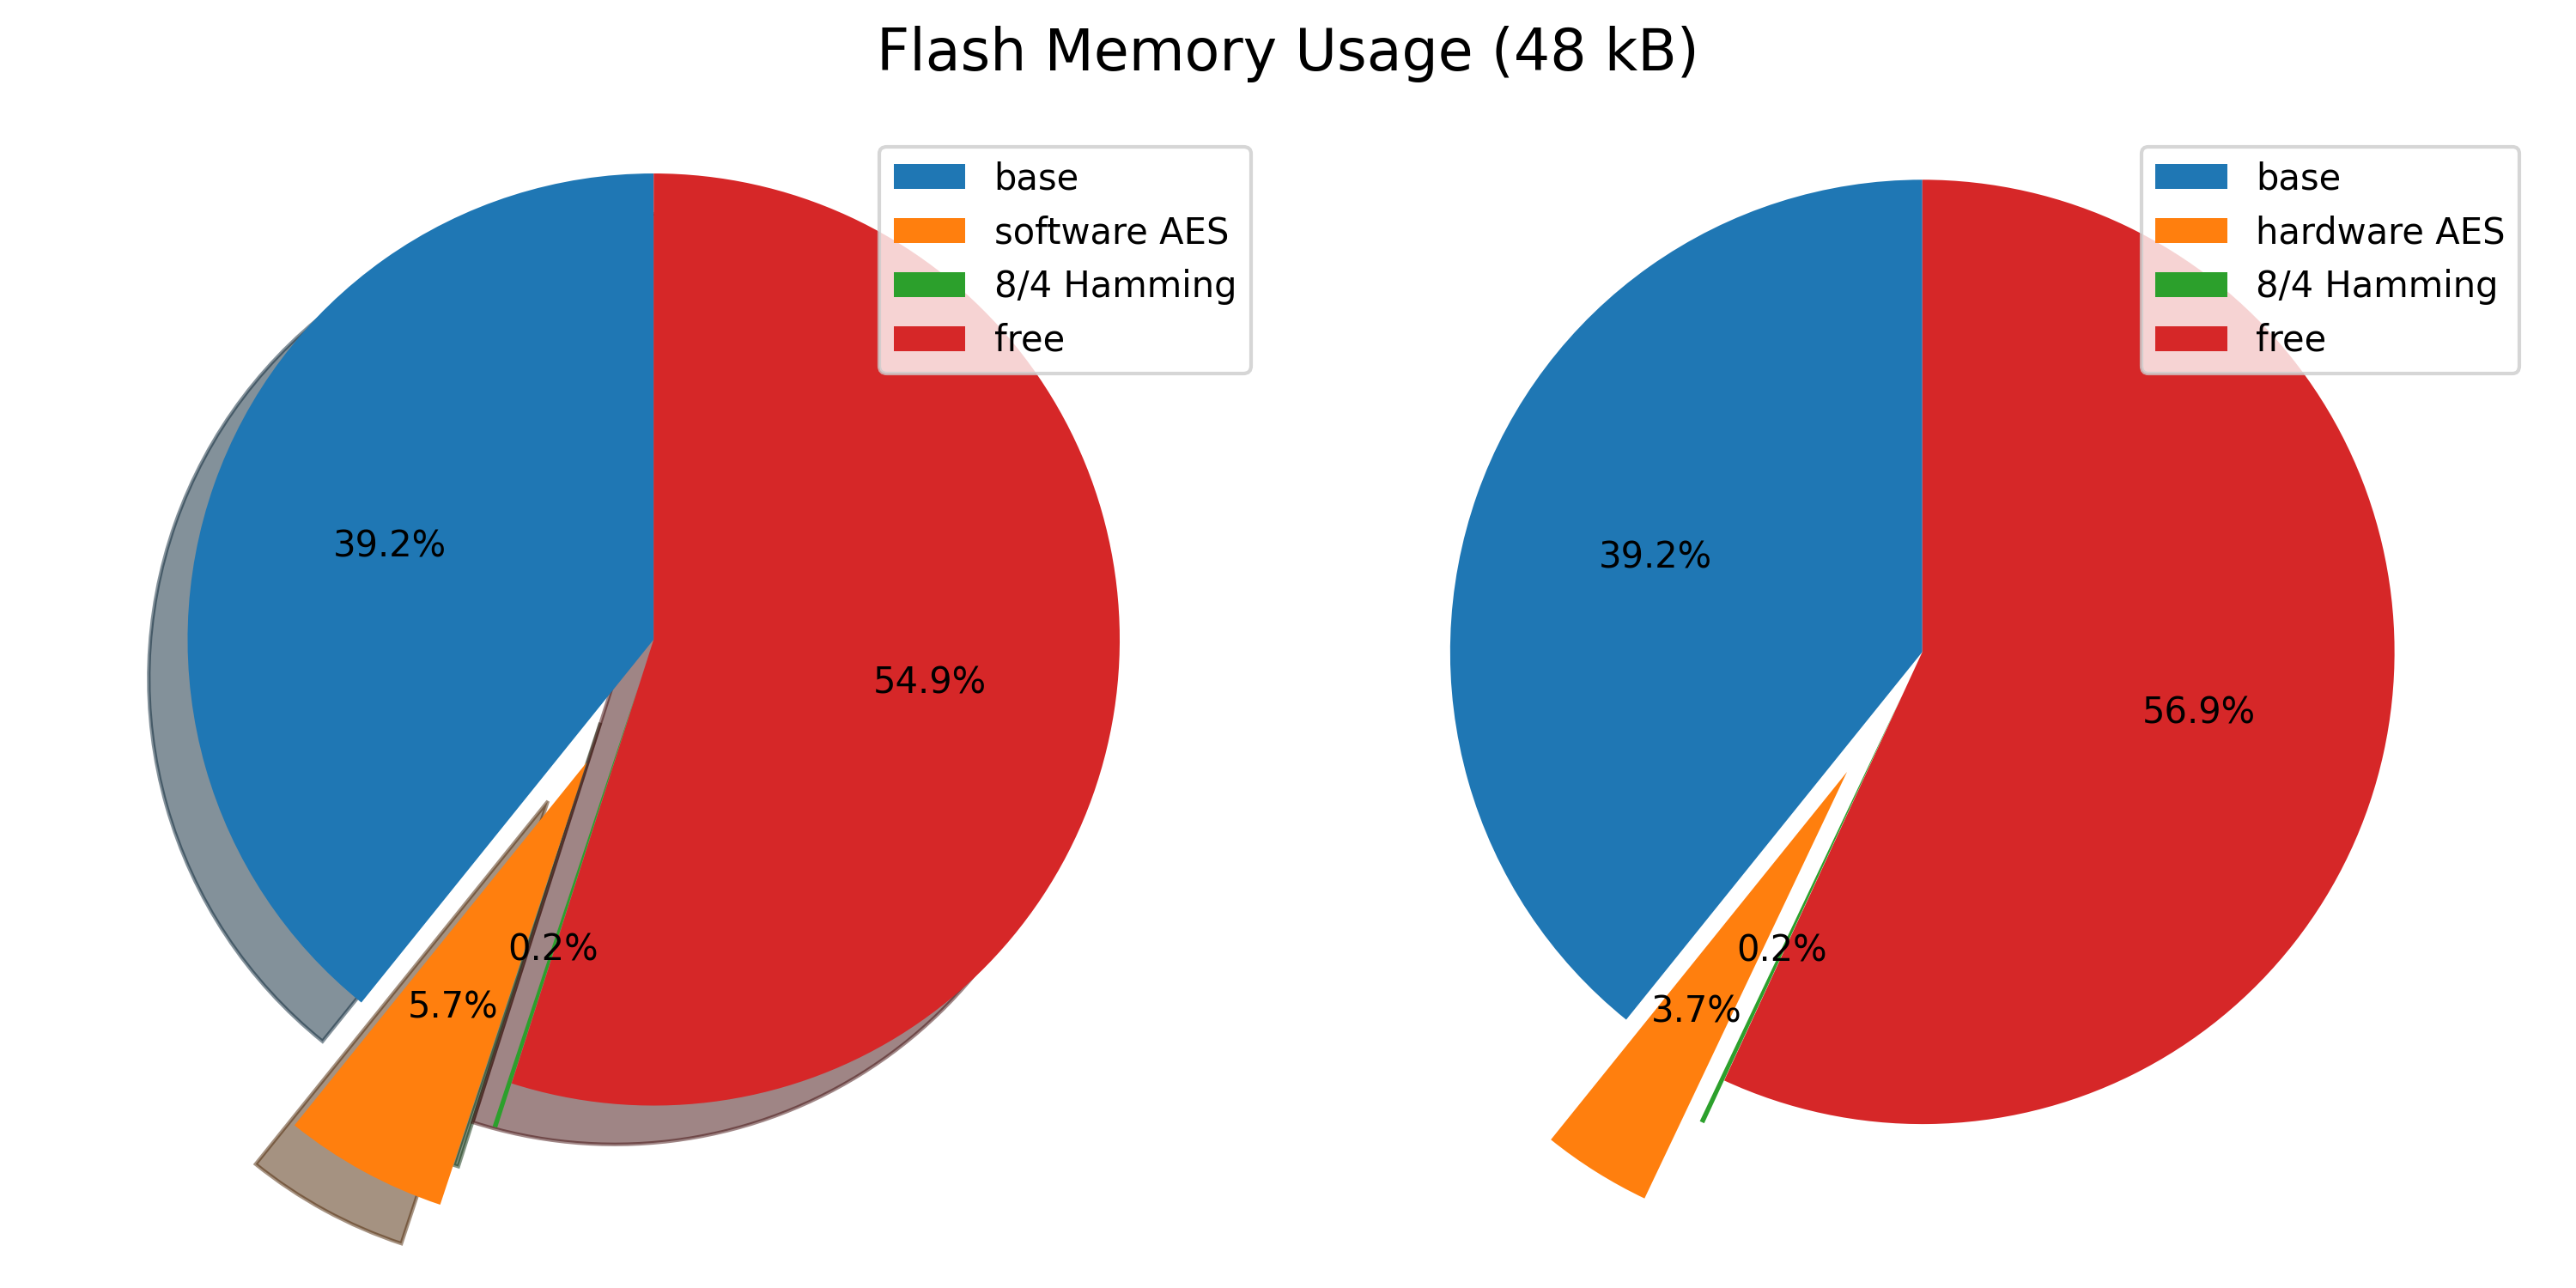 Flash Memory Usage (48 kB)
base
software AES
8/4 Hamming
free
39.2%
54.9%
0.2%
5.7%
base
hardware AES
8/4 Hamming
free
39.2%
56.9%
0.2%
3.7%